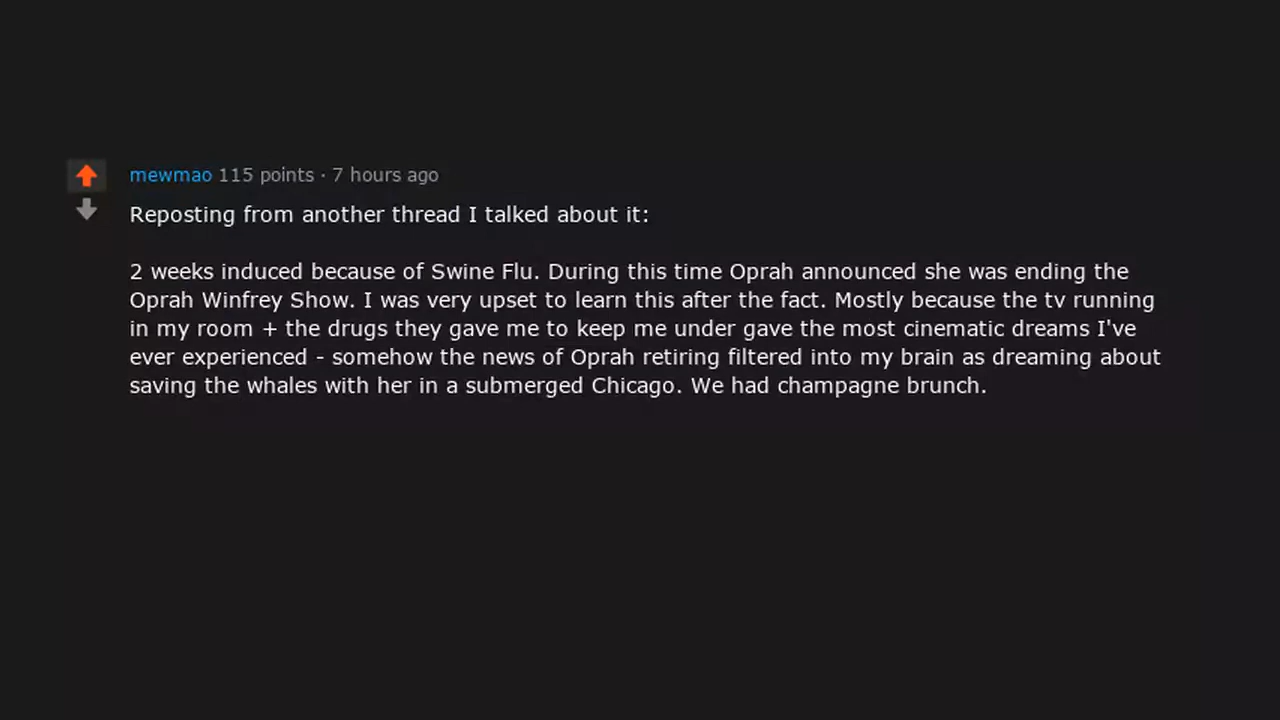 mewmao 115 points · 7 hours ago
Reposting from another thread I talked about it:
2 weeks induced because of Swine Flu. During this time Oprah announced she was ending the
Oprah Winfrey Show. I was very upset to learn this after the fact. Mostly because the tv running
in my room + the drugs they gave me to keep me under gave the most cinematic dreams I've
ever experienced - somehow the news of Oprah retiring filtered into my brain as dreaming about
saving the whales with her in a submerged Chicago. We had champagne brunch.